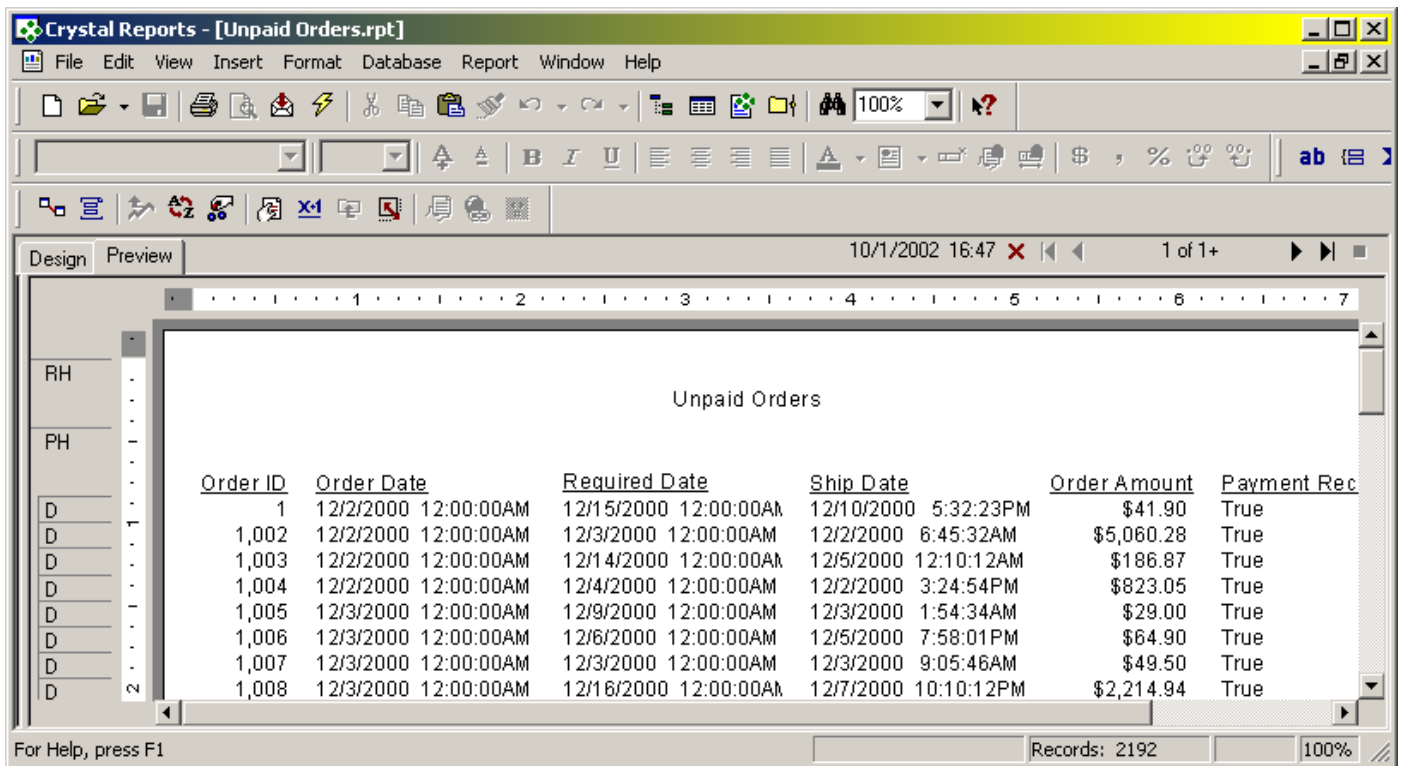 Crystal Reports - [Unpaid Orders.rpt]
File Edit View Insert Format Database Report Window Help
100%
B I U A $ , % ab
Design Preview 10/1/2002 16:47 1 of 1+
1 2 3 4 5 6 7
RH
Unpaid Orders
PH
Order ID Order Date Required Date Ship Date Order Amount Payment Rec
D 1 12/2/2000 12:00:00AM 12/15/2000 12:00:00AM 12/10/2000 5:32:23PM $41.90 True
D 1,002 12/2/2000 12:00:00AM 12/3/2000 12:00:00AM 12/2/2000 6:45:32AM $5,060.28 True
D 1,003 12/2/2000 12:00:00AM 12/14/2000 12:00:00AM 12/5/2000 12:10:12AM $186.87 True
D 1,004 12/2/2000 12:00:00AM 12/4/2000 12:00:00AM 12/2/2000 3:24:54PM $823.05 True
D 1,005 12/3/2000 12:00:00AM 12/9/2000 12:00:00AM 12/3/2000 1:54:34AM $29.00 True
D 1,006 12/3/2000 12:00:00AM 12/6/2000 12:00:00AM 12/5/2000 7:58:01PM $64.90 True
D 1,007 12/3/2000 12:00:00AM 12/3/2000 12:00:00AM 12/3/2000 9:05:46AM $49.50 True
D 1,008 12/3/2000 12:00:00AM 12/16/2000 12:00:00AM 12/7/2000 10:10:12PM $2,214.94 True
1
2
For Help, press F1 Records: 2192 100%